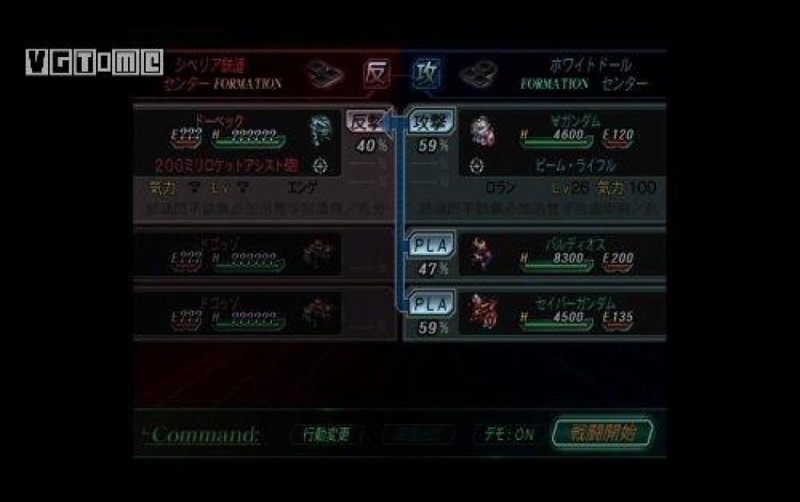 VGTIME
シベリア鉄道
センター FORMATION
反
攻
ホワイトドール
FORMATION センター
ドーベック
E ??? H ??????
反撃
40%
200ミリロケットアシスト砲
気力 ? Lv ? エンゲ
攻撃
59%
∀ガンダム
H 4600 E 120
ビーム・ライフル
ロラン Lv26 気力100
ドゴッゾ
E ??? H ??????
PLA
47%
バルディオス
H 8300 E 200
ドゴッゾ
E ??? H ??????
PLA
59%
セイバーガンダム
H 4500 E 135
Command:
行動変更
デモ:ON
戦闘開始